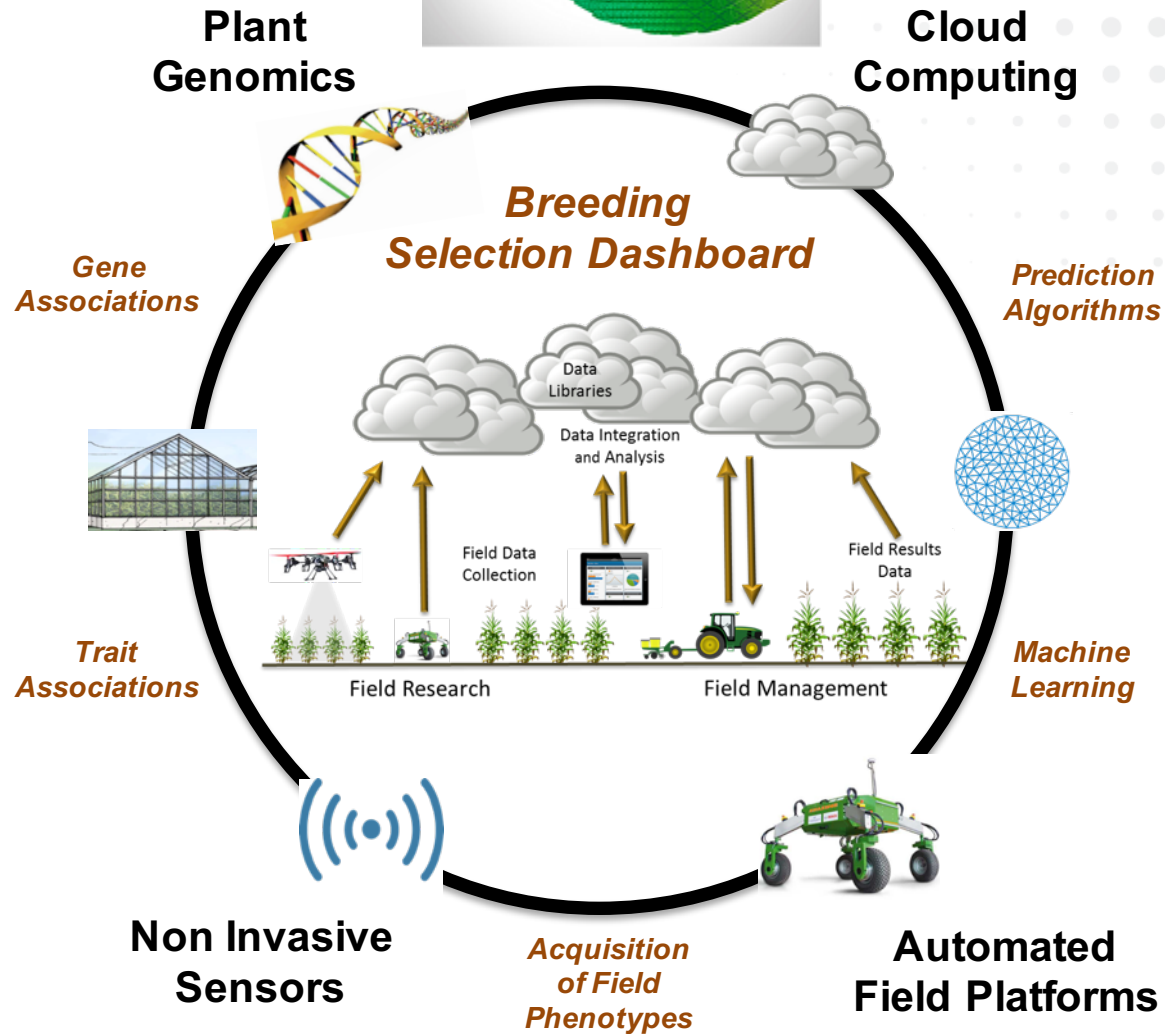 Plant
Genomics
Cloud
Computing
Breeding
Selection Dashboard
Gene
Associations
Prediction
Algorithms
Data
Libraries
Data Integration
and Analysis
Field Data
Collection
Field Results
Data
Trait
Associations
Field Research
Field Management
Machine
Learning
Non Invasive
Sensors
Acquisition
of Field
Phenotypes
Automated
Field Platforms